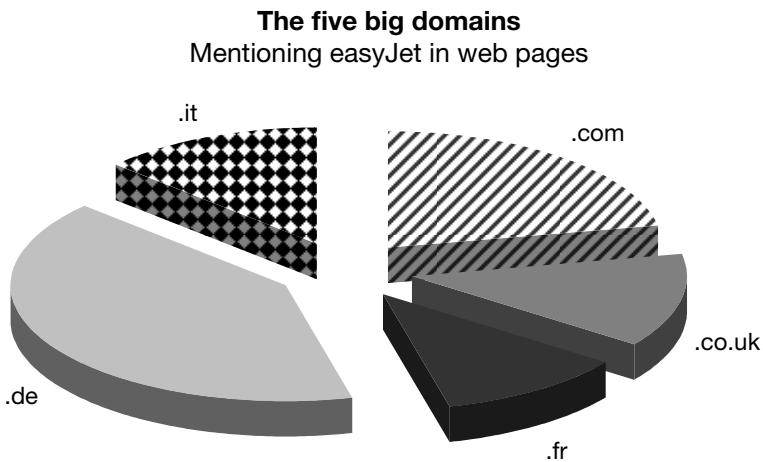 The five big domains
Mentioning easyJet in web pages
.it
.com
.co.uk
.de
.fr